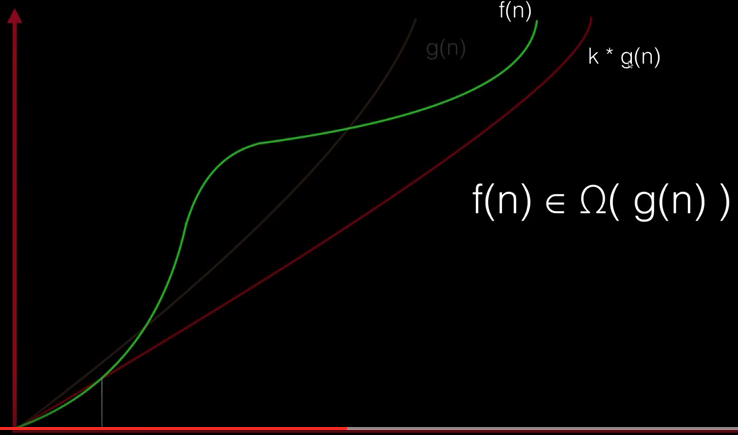 f(n)
g(n)
k * g(n)
f(n) ∈ Ω( g(n) )